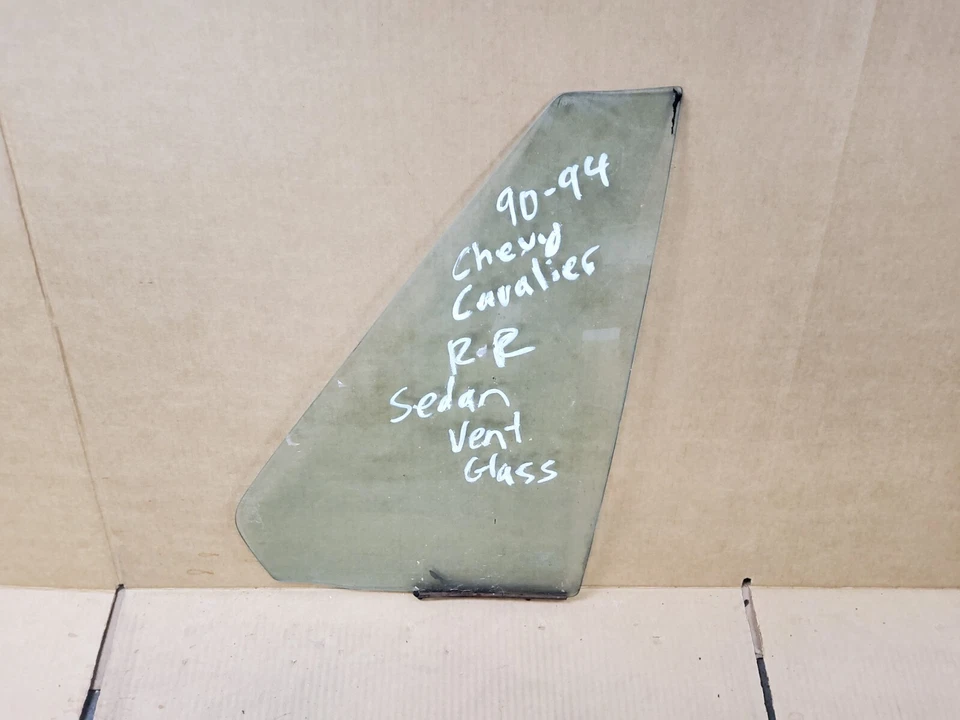 90-94
Chevy
Cavalier
R.R
Sedan
Vent
Glass